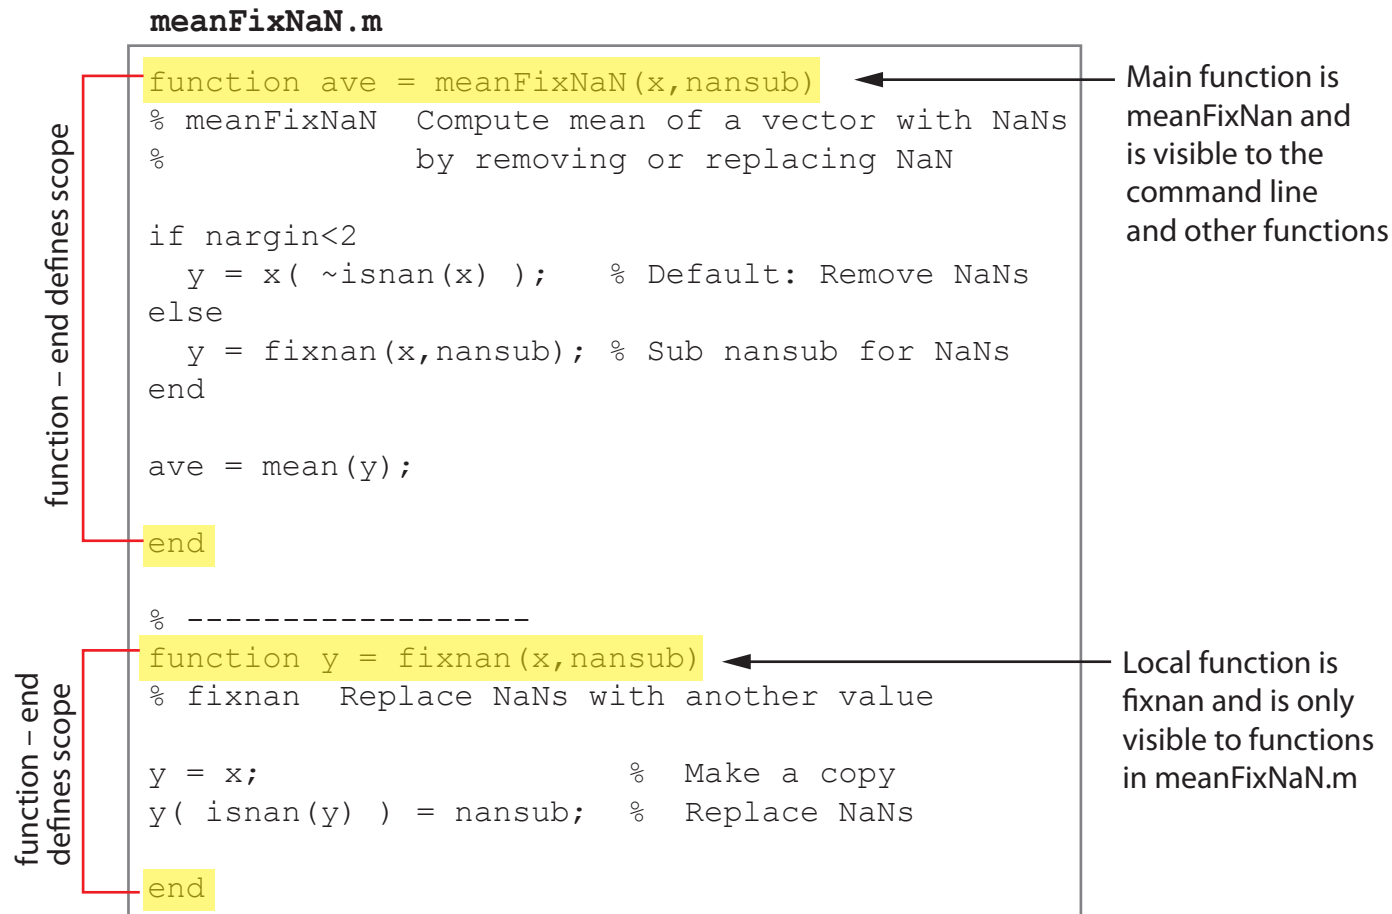 meanFixNaN.m
function ave = meanFixNaN(x,nansub)
% meanFixNaN  Compute mean of a vector with NaNs
%             by removing or replacing NaN
if nargin<2
  y = x( ~isnan(x) );   % Default: Remove NaNs
else
  y = fixnan(x,nansub); % Sub nansub for NaNs
end
ave = mean(y);
end
% ------------------
function y = fixnan(x,nansub)
% fixnan  Replace NaNs with another value
y = x;                    %  Make a copy
y( isnan(y) ) = nansub;  %  Replace NaNs
end
function – end defines scope
function – end
defines scope
Main function is
meanFixNan and
is visible to the
command line
and other functions
Local function is
fixnan and is only
visible to functions
in meanFixNaN.m